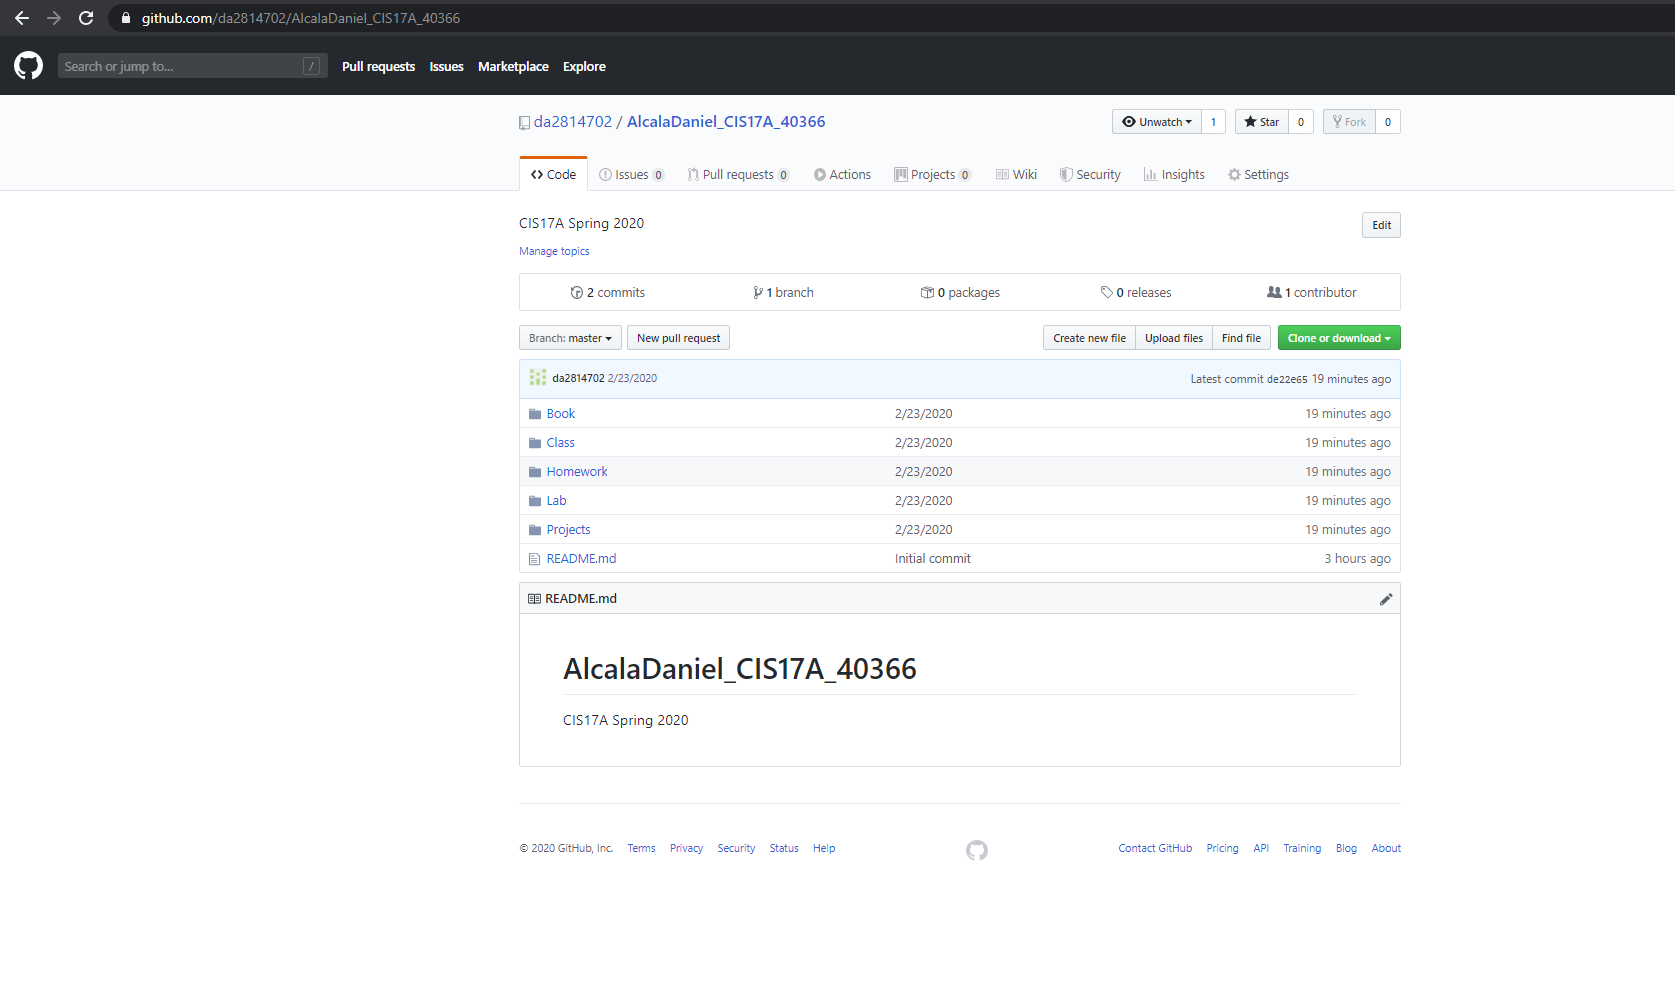 github.com/da2814702/AlcalaDaniel_CIS17A_40366
Search or jump to... / Pull requests Issues Marketplace Explore
da2814702 / AlcalaDaniel_CIS17A_40366 Unwatch 1 Star 0 Fork 0
Code Issues 0 Pull requests 0 Actions Projects 0 Wiki Security Insights Settings
CIS17A Spring 2020 Edit
Manage topics
2 commits 1 branch 0 packages 0 releases 1 contributor
Branch: master New pull request Create new file Upload files Find file Clone or download
da2814702 2/23/2020 Latest commit de22e65 19 minutes ago
Book 2/23/2020 19 minutes ago
Class 2/23/2020 19 minutes ago
Homework 2/23/2020 19 minutes ago
Lab 2/23/2020 19 minutes ago
Projects 2/23/2020 19 minutes ago
README.md Initial commit 3 hours ago
README.md
AlcalaDaniel_CIS17A_40366
CIS17A Spring 2020
© 2020 GitHub, Inc. Terms Privacy Security Status Help Contact GitHub Pricing API Training Blog About